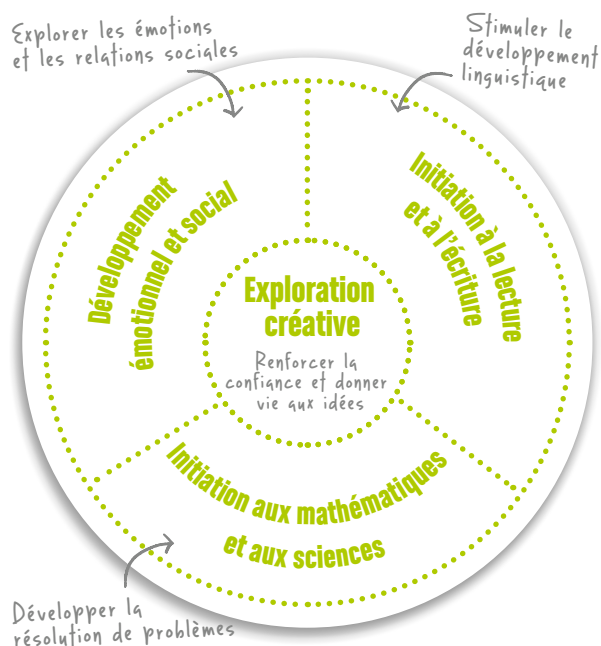 Explorer les émotions
et les relations sociales
Stimuler le
développement
linguistique
Développement
émotionnel et social
Initiation à la lecture
et à l'écriture
Exploration
créative
Renforcer la
confiance et donner
vie aux idées
Initiation aux mathématiques
et aux sciences
Développer la
résolution de problèmes